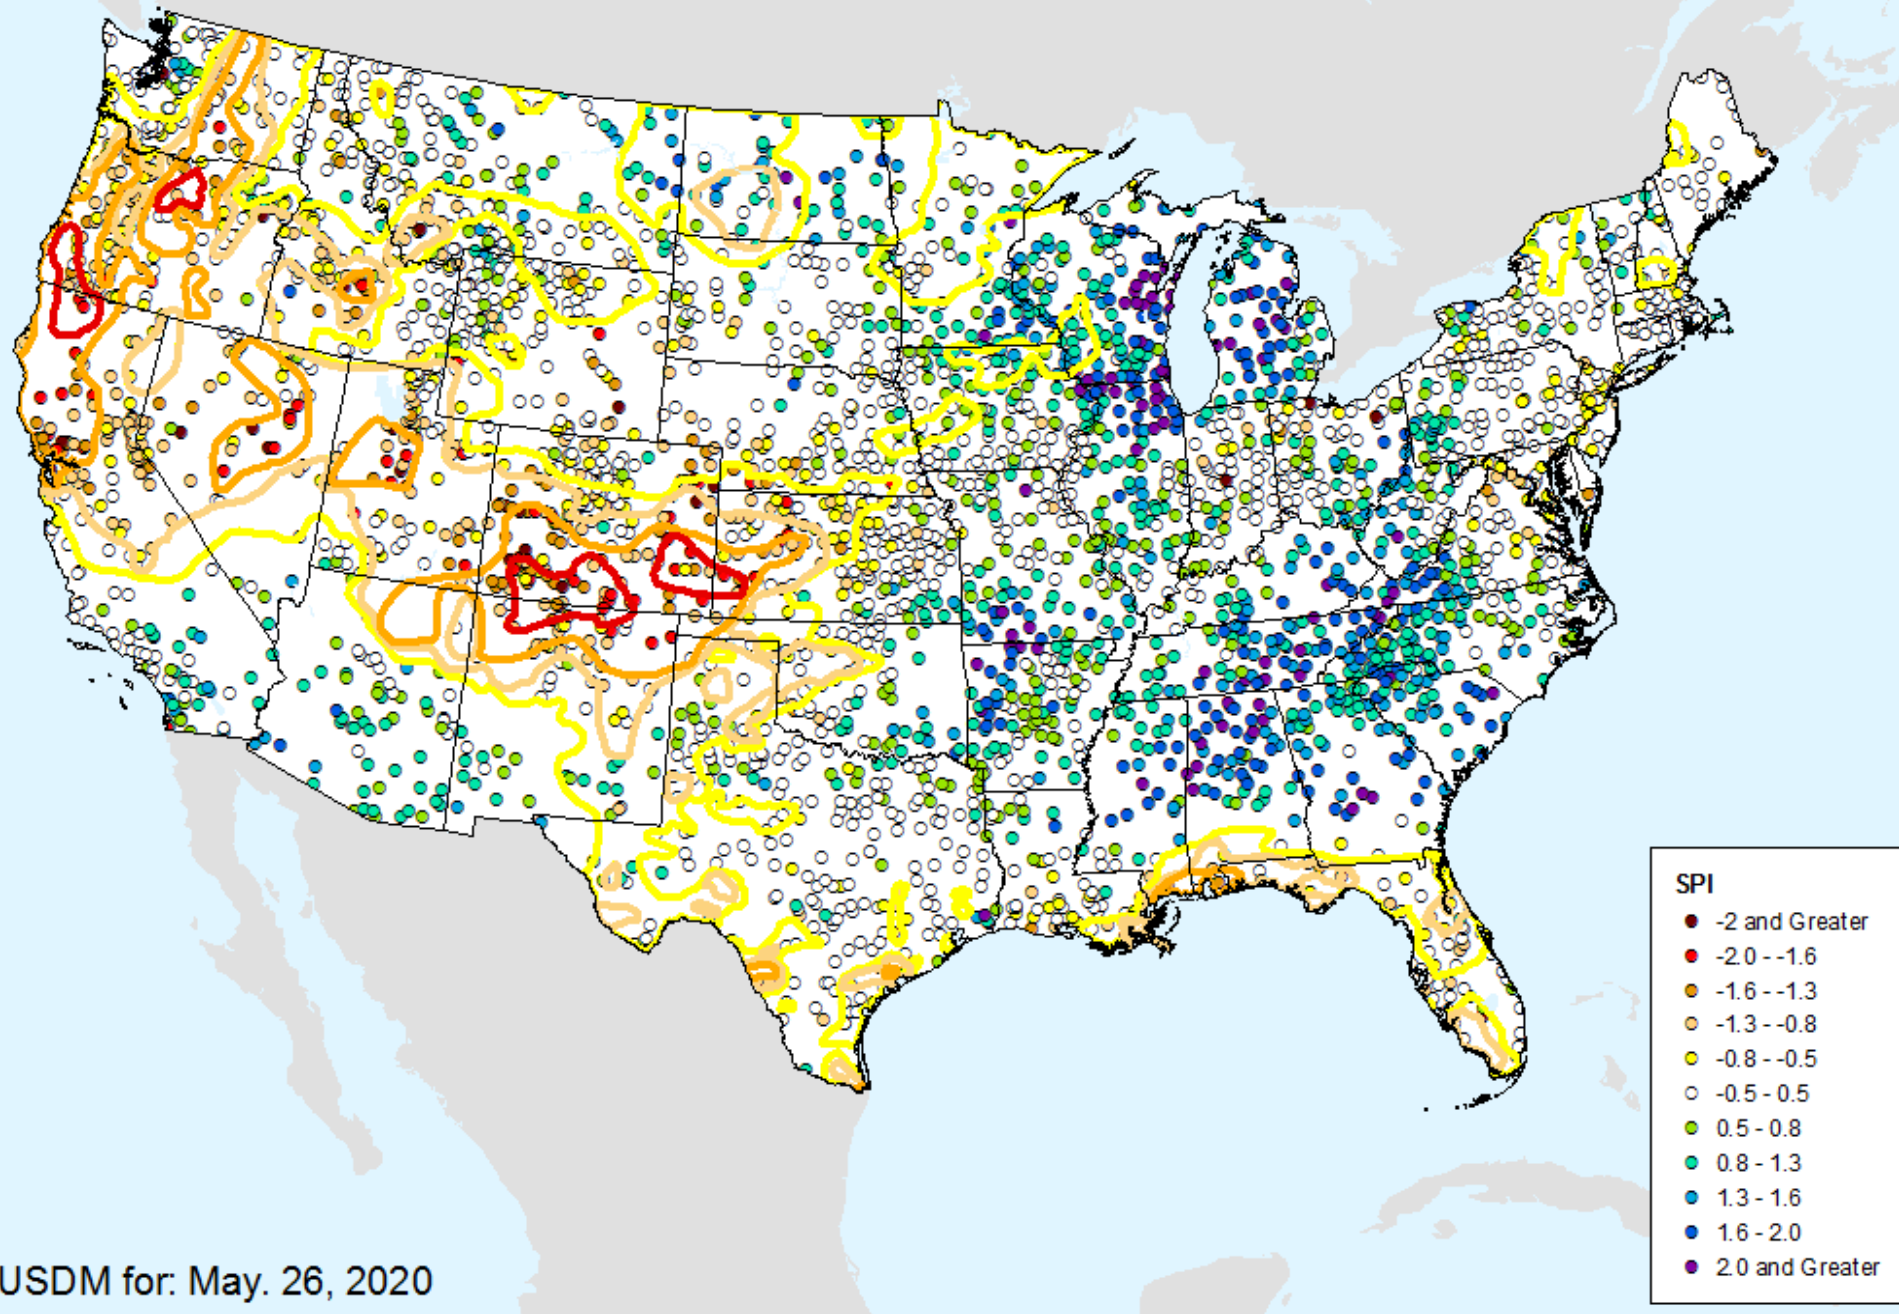 SPI
-2 and Greater
-2.0 - -1.6
-1.6 - -1.3
-1.3 - -0.8
-0.8 - -0.5
-0.5 - 0.5
0.5 - 0.8
0.8 - 1.3
1.3 - 1.6
1.6 - 2.0
2.0 and Greater
USDM for: May. 26, 2020